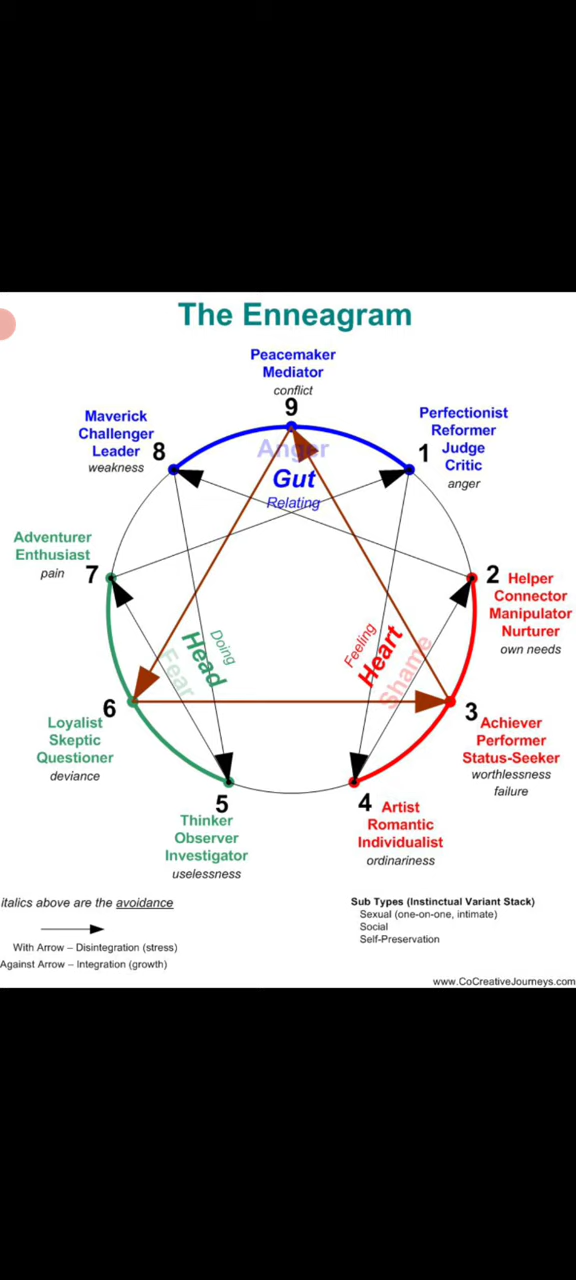 The Enneagram
Peacemaker
Mediator
conflict
9
Maverick
Challenger
Leader
weakness
8
Perfectionist
Reformer
Judge
Critic
anger
1
Anger
Gut
Relating
Adventurer
Enthusiast
pain
7
2
Helper
Connector
Manipulator
Nurturer
own needs
Doing
Head
Fear
Feeling
Heart
Shame
6
Loyalist
Skeptic
Questioner
deviance
3
Achiever
Performer
Status-Seeker
worthlessness
failure
5
Thinker
Observer
Investigator
uselessness
4
Artist
Romantic
Individualist
ordinariness
italics above are the avoidance
With Arrow – Disintegration (stress)
Against Arrow – Integration (growth)
Sub Types (Instinctual Variant Stack)
Sexual (one-on-one, intimate)
Social
Self-Preservation
www.CoCreativeJourneys.com